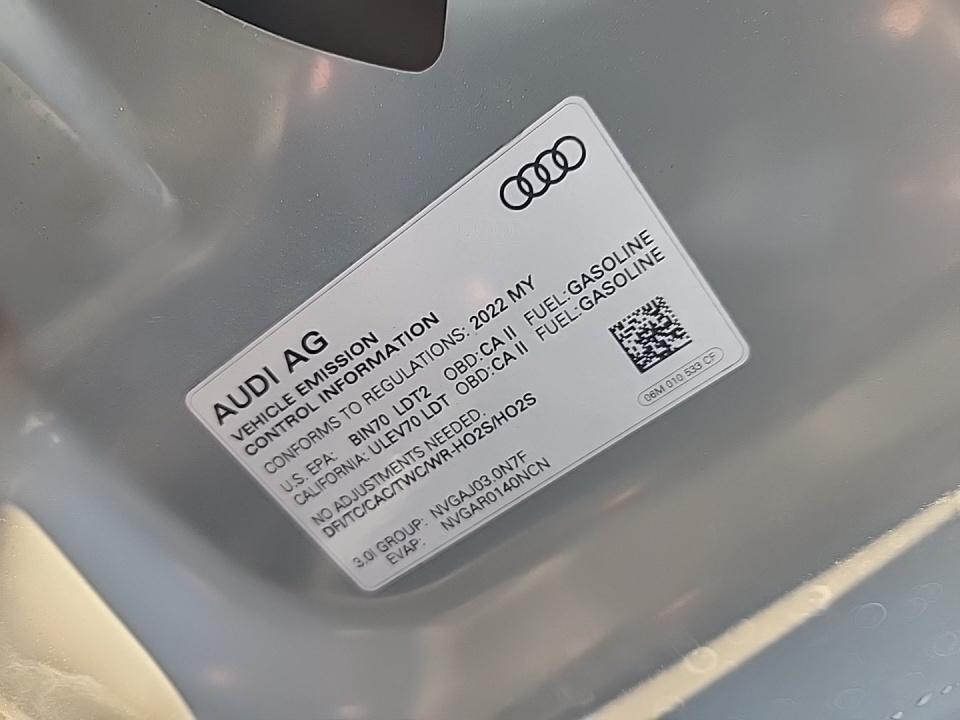 AUDI AG
VEHICLE EMISSION
CONTROL INFORMATION
CONFORMS TO REGULATIONS: 2022 MY
U.S. EPA: BIN70 LDT2 OBD:CA II FUEL:GASOLINE
CALIFORNIA: ULEV70 LDT OBD:CA II FUEL:GASOLINE
NO ADJUSTMENTS NEEDED.
DFI/TC/CAC/TWC/WR-HO2S/HO2S
3.0l GROUP: NVGAJ03.0N7F
EVAP: NVGAR0140NCN
06M 010 533 CF